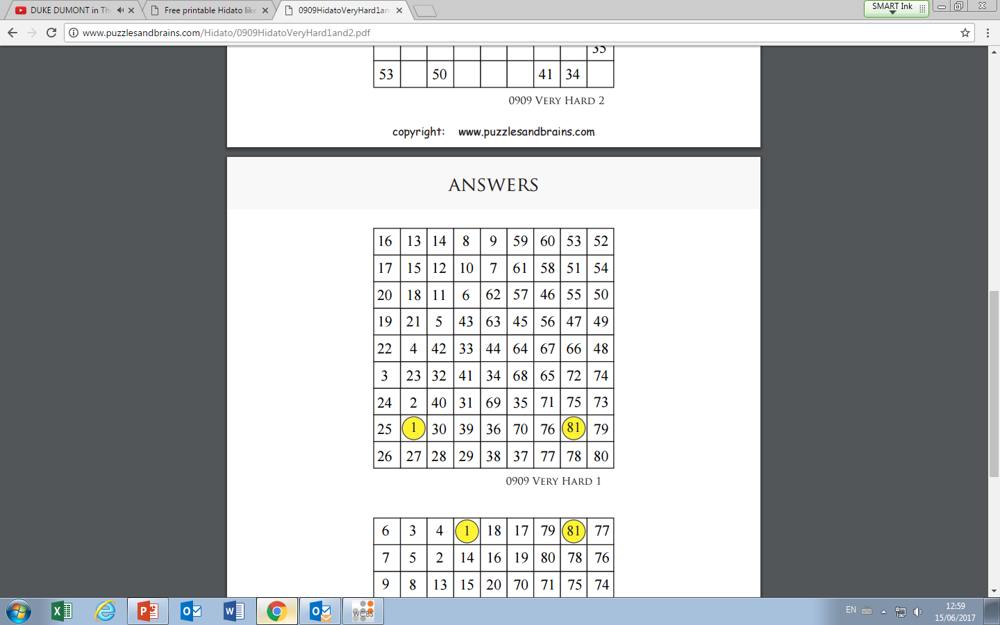 DUKE DUMONT in Th
Free printable Hidato like
0909HidatoVeryHard1an
SMART Ink
www.puzzlesandbrains.com/Hidato/0909HidatoVeryHard1and2.pdf
35
53 50 41 34
0909 VERY HARD 2
copyright: www.puzzlesandbrains.com
ANSWERS
16 13 14 8 9 59 60 53 52
17 15 12 10 7 61 58 51 54
20 18 11 6 62 57 46 55 50
19 21 5 43 63 45 56 47 49
22 4 42 33 44 64 67 66 48
3 23 32 41 34 68 65 72 74
24 2 40 31 69 35 71 75 73
25 1 30 39 36 70 76 81 79
26 27 28 29 38 37 77 78 80
0909 VERY HARD 1
6 3 4 1 18 17 79 81 77
7 5 2 14 16 19 80 78 76
9 8 13 15 20 70 71 75 74
WCBS
EN
12:59
15/06/2017